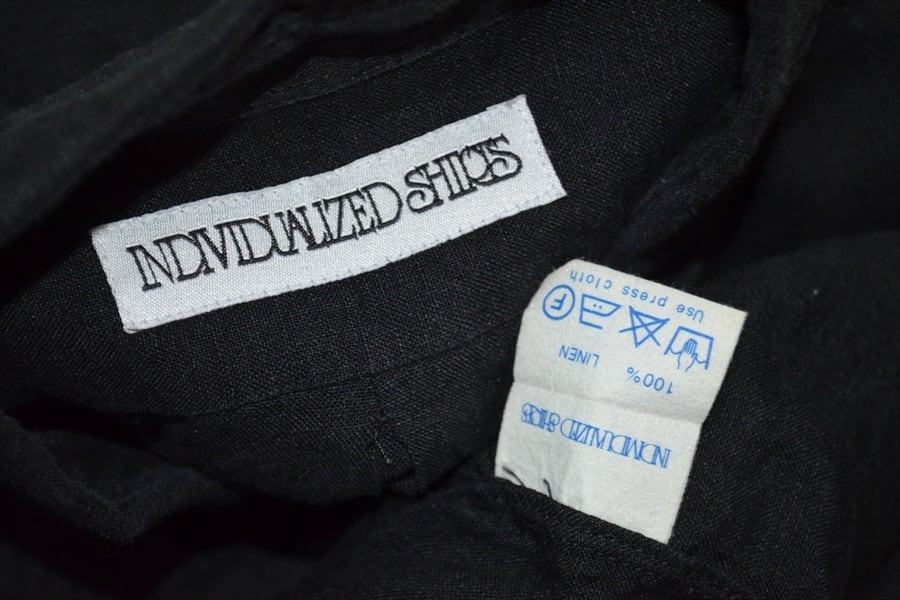 INDIVIDUALIZED SHIRTS
INDIVIDUALIZED SHIRTS
100% LINEN
F
Use press cloth